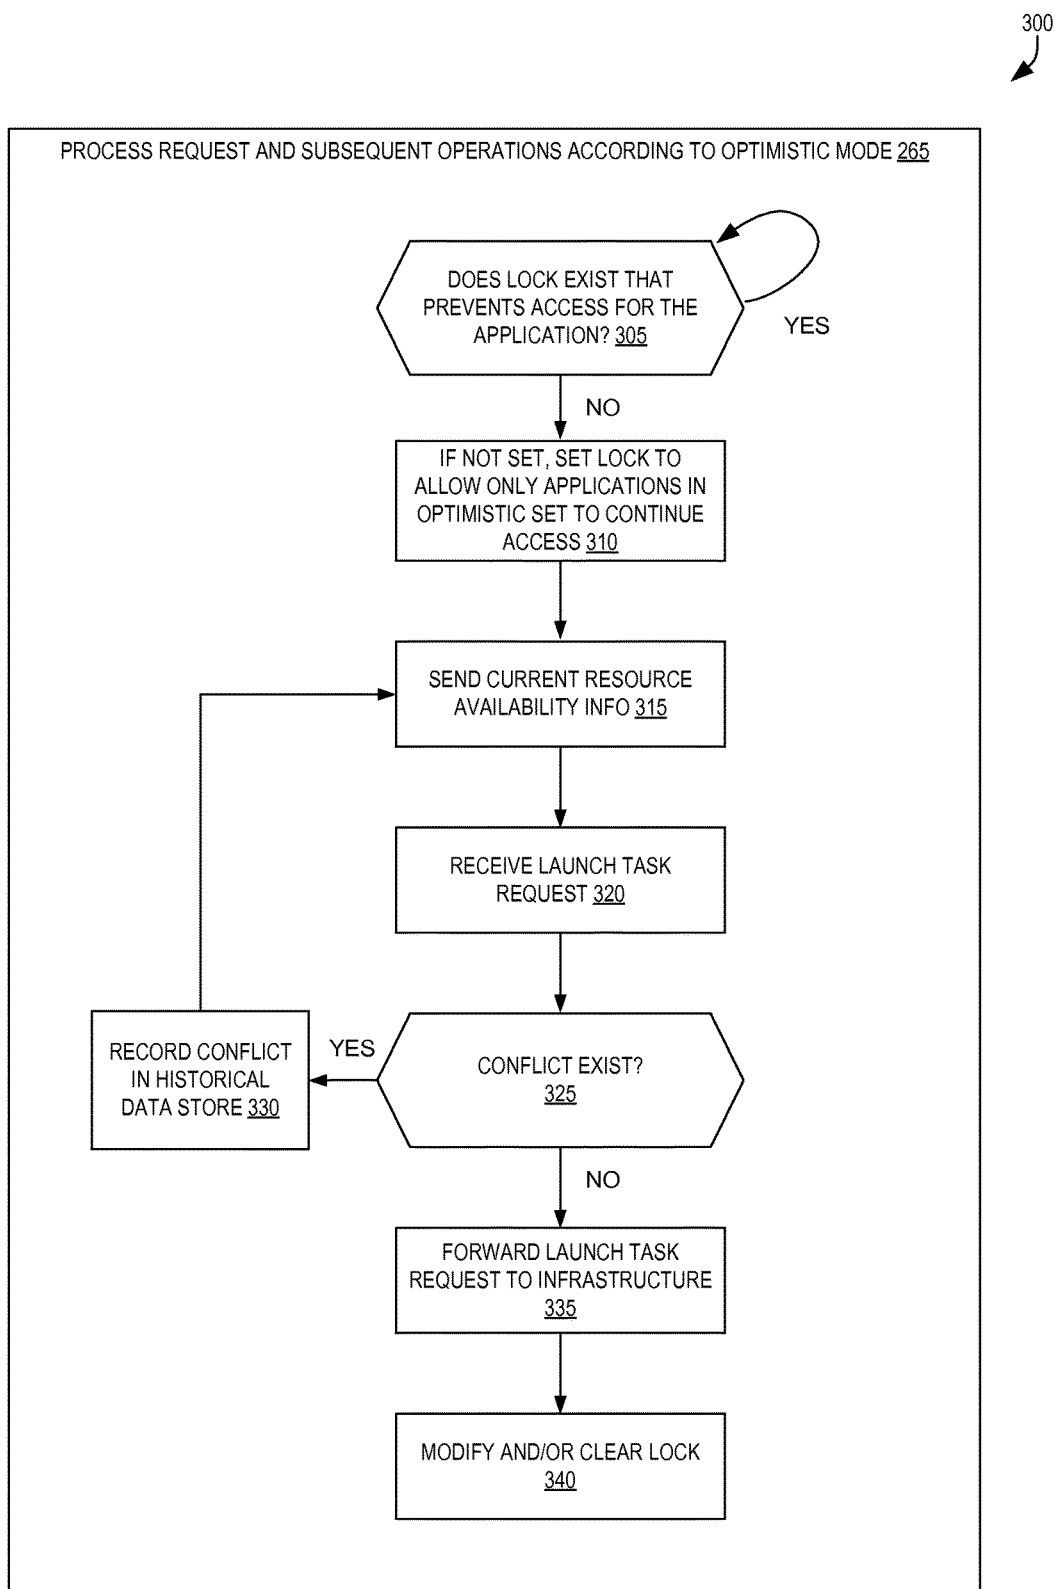 300
PROCESS REQUEST AND SUBSEQUENT OPERATIONS ACCORDING TO OPTIMISTIC MODE 265
DOES LOCK EXIST THAT
PREVENTS ACCESS FOR THE
APPLICATION? 305
YES
NO
IF NOT SET, SET LOCK TO
ALLOW ONLY APPLICATIONS IN
OPTIMISTIC SET TO CONTINUE
ACCESS 310
SEND CURRENT RESOURCE
AVAILABILITY INFO 315
RECEIVE LAUNCH TASK
REQUEST 320
RECORD CONFLICT
IN HISTORICAL
DATA STORE 330
YES
CONFLICT EXIST?
325
NO
FORWARD LAUNCH TASK
REQUEST TO INFRASTRUCTURE
335
MODIFY AND/OR CLEAR LOCK
340